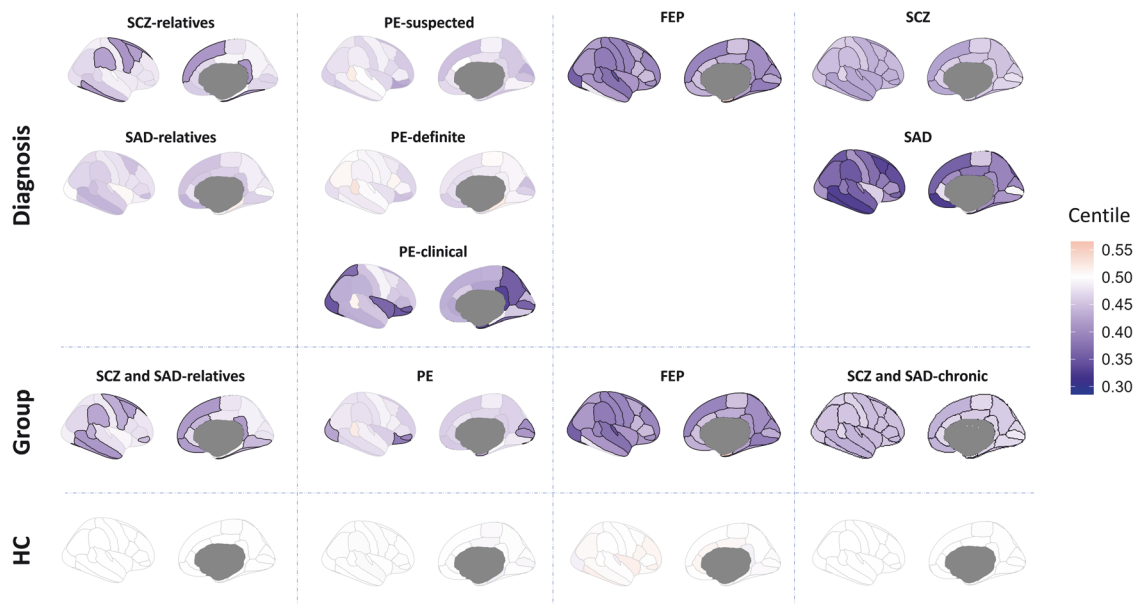 SCZ-relatives
PE-suspected
FEP
SCZ
Diagnosis
SAD-relatives
PE-definite
SAD
PE-clinical
Centile
0.55
0.50
0.45
0.40
0.35
0.30
Group
SCZ and SAD-relatives
PE
FEP
SCZ and SAD-chronic
HC